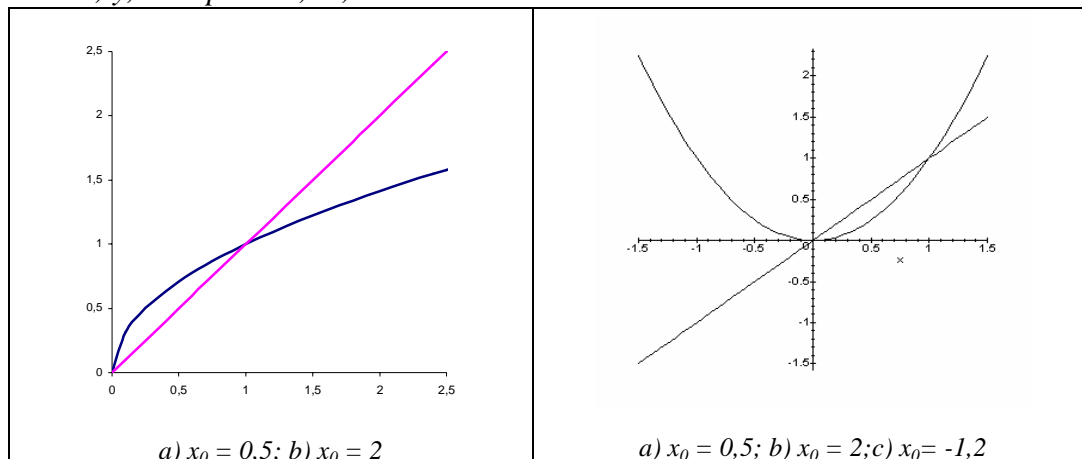 2,5
2
1,5
1
0,5
0
0 0,5 1 1,5 2 2,5
a) x₀ = 0,5; b) x₀ = 2
2
1.5
1
0.5
-1.5 -1 -0.5 0 0.5 1 1.5
x
-0.5
-1
-1.5
a) x₀ = 0,5; b) x₀ = 2;c) x₀= -1,2